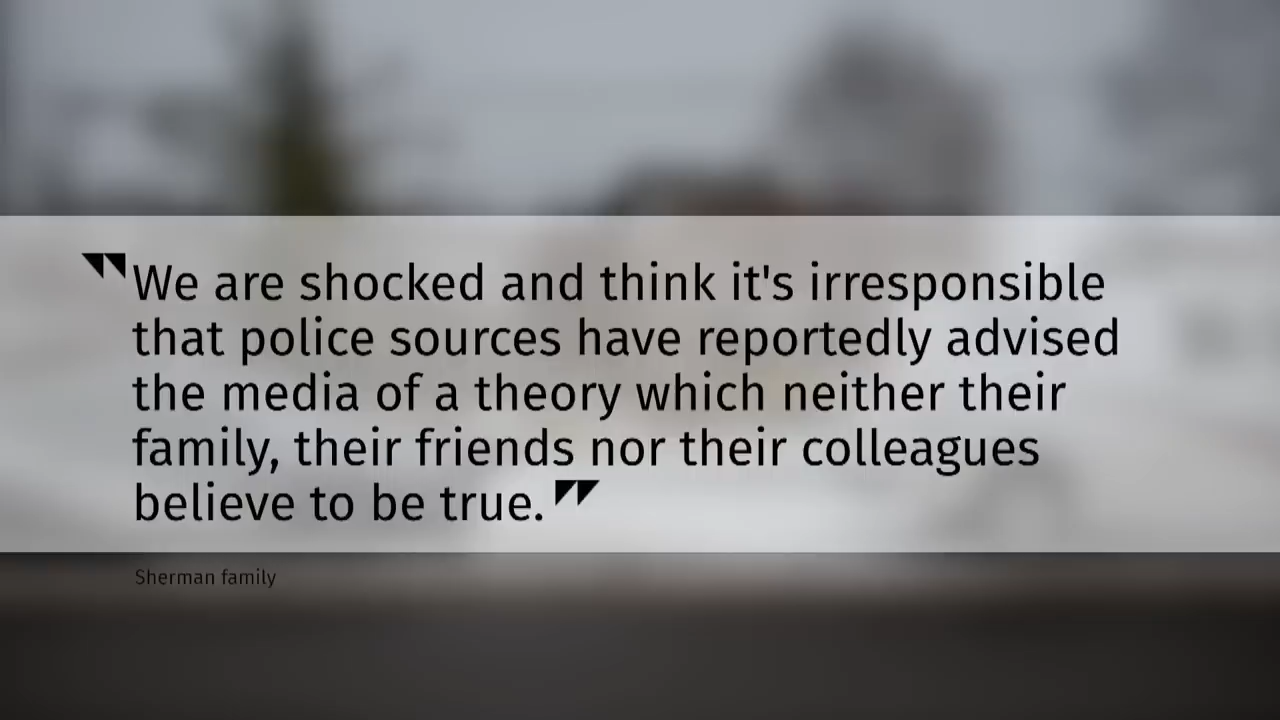 "We are shocked and think it's irresponsible
that police sources have reportedly advised
the media of a theory which neither their
family, their friends nor their colleagues
believe to be true."
Sherman family